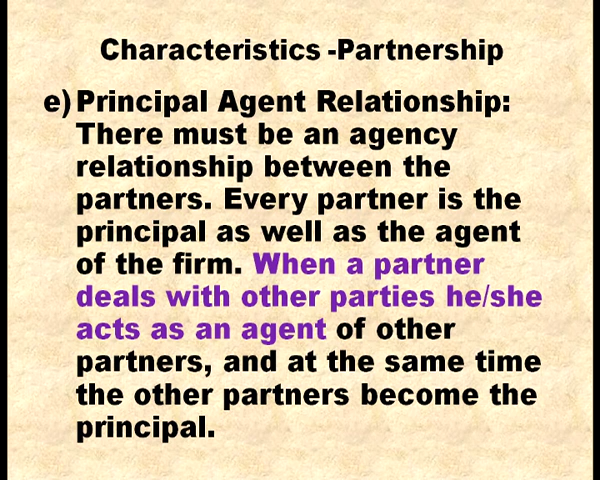 Characteristics -Partnership
e) Principal Agent Relationship:
There must be an agency
relationship between the
partners. Every partner is the
principal as well as the agent
of the firm. When a partner
deals with other parties he/she
acts as an agent of other
partners, and at the same time
the other partners become the
principal.